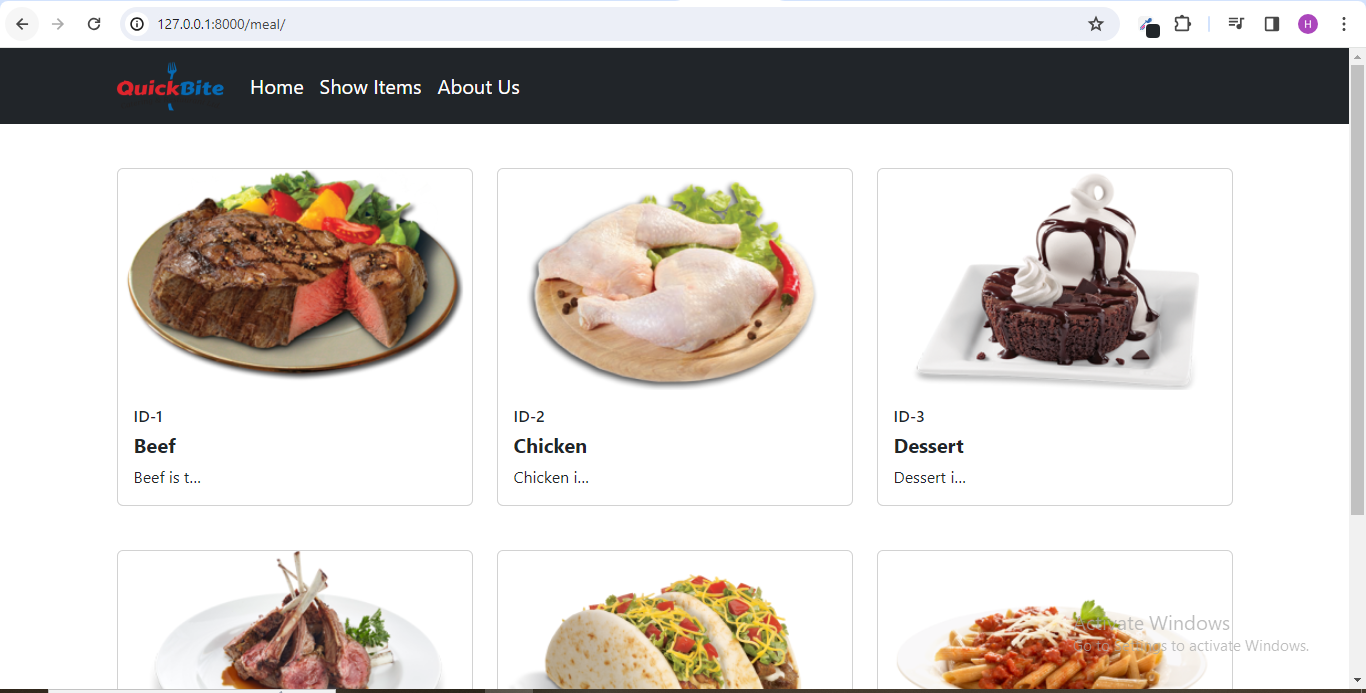 127.0.0.1:8000/meal/
H
QuickBite Home Show Items About Us
ID-1
Beef
Beef is t...
ID-2
Chicken
Chicken i...
ID-3
Dessert
Dessert i...
Activate Windows
Go to Settings to activate Windows.